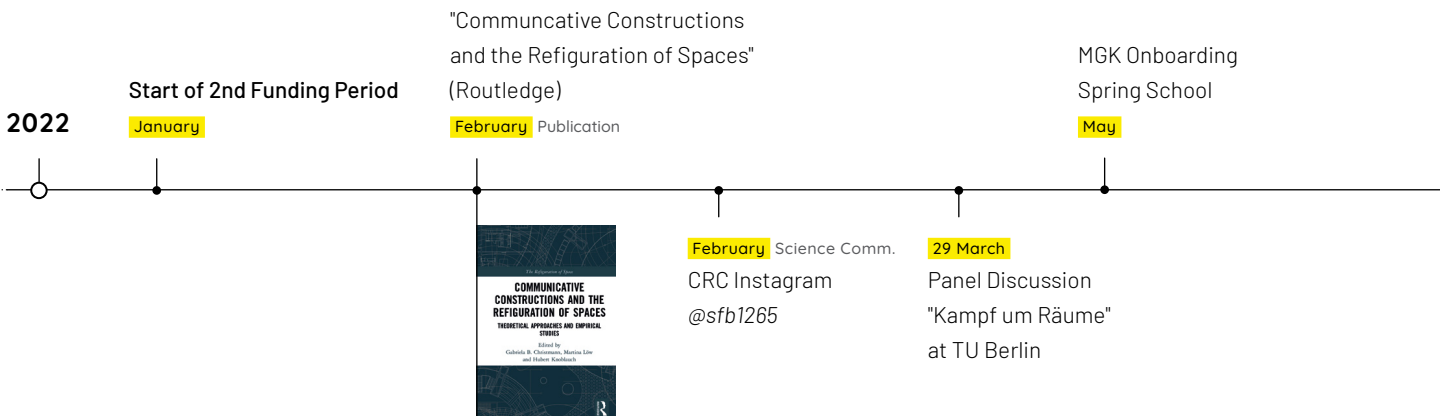 "Communcative Constructions
and the Refiguration of Spaces"
(Routledge)
February Publication
Start of 2nd Funding Period
January
2022
MGK Onboarding
Spring School
May
The Refiguration of Space
COMMUNICATIVE
CONSTRUCTIONS AND THE
REFIGURATION OF SPACES
THEORETICAL APPROACHES AND EMPIRICAL
STUDIES
Edited by
Gabriela B. Christmann, Martina Löw
and Hubert Knoblauch
R
February Science Comm.
CRC Instagram
@sfb1265
29 March
Panel Discussion
"Kampf um Räume"
at TU Berlin